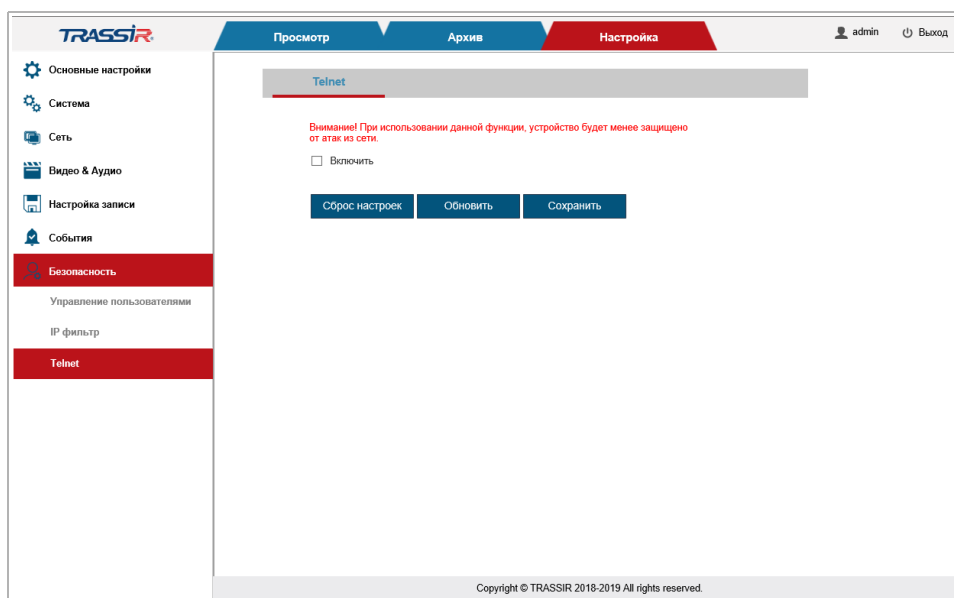 TRASSIR
Просмотр
Архив
Настройка
admin
Выход
Основные настройки
Система
Сеть
Видео & Аудио
Настройка записи
События
Безопасность
Управление пользователями
IP фильтр
Telnet
Telnet
Внимание! При использовании данной функции, устройство будет менее защищено
от атак из сети.
Включить
Сброс настроек
Обновить
Сохранить
Copyright © TRASSIR 2018-2019 All rights reserved.